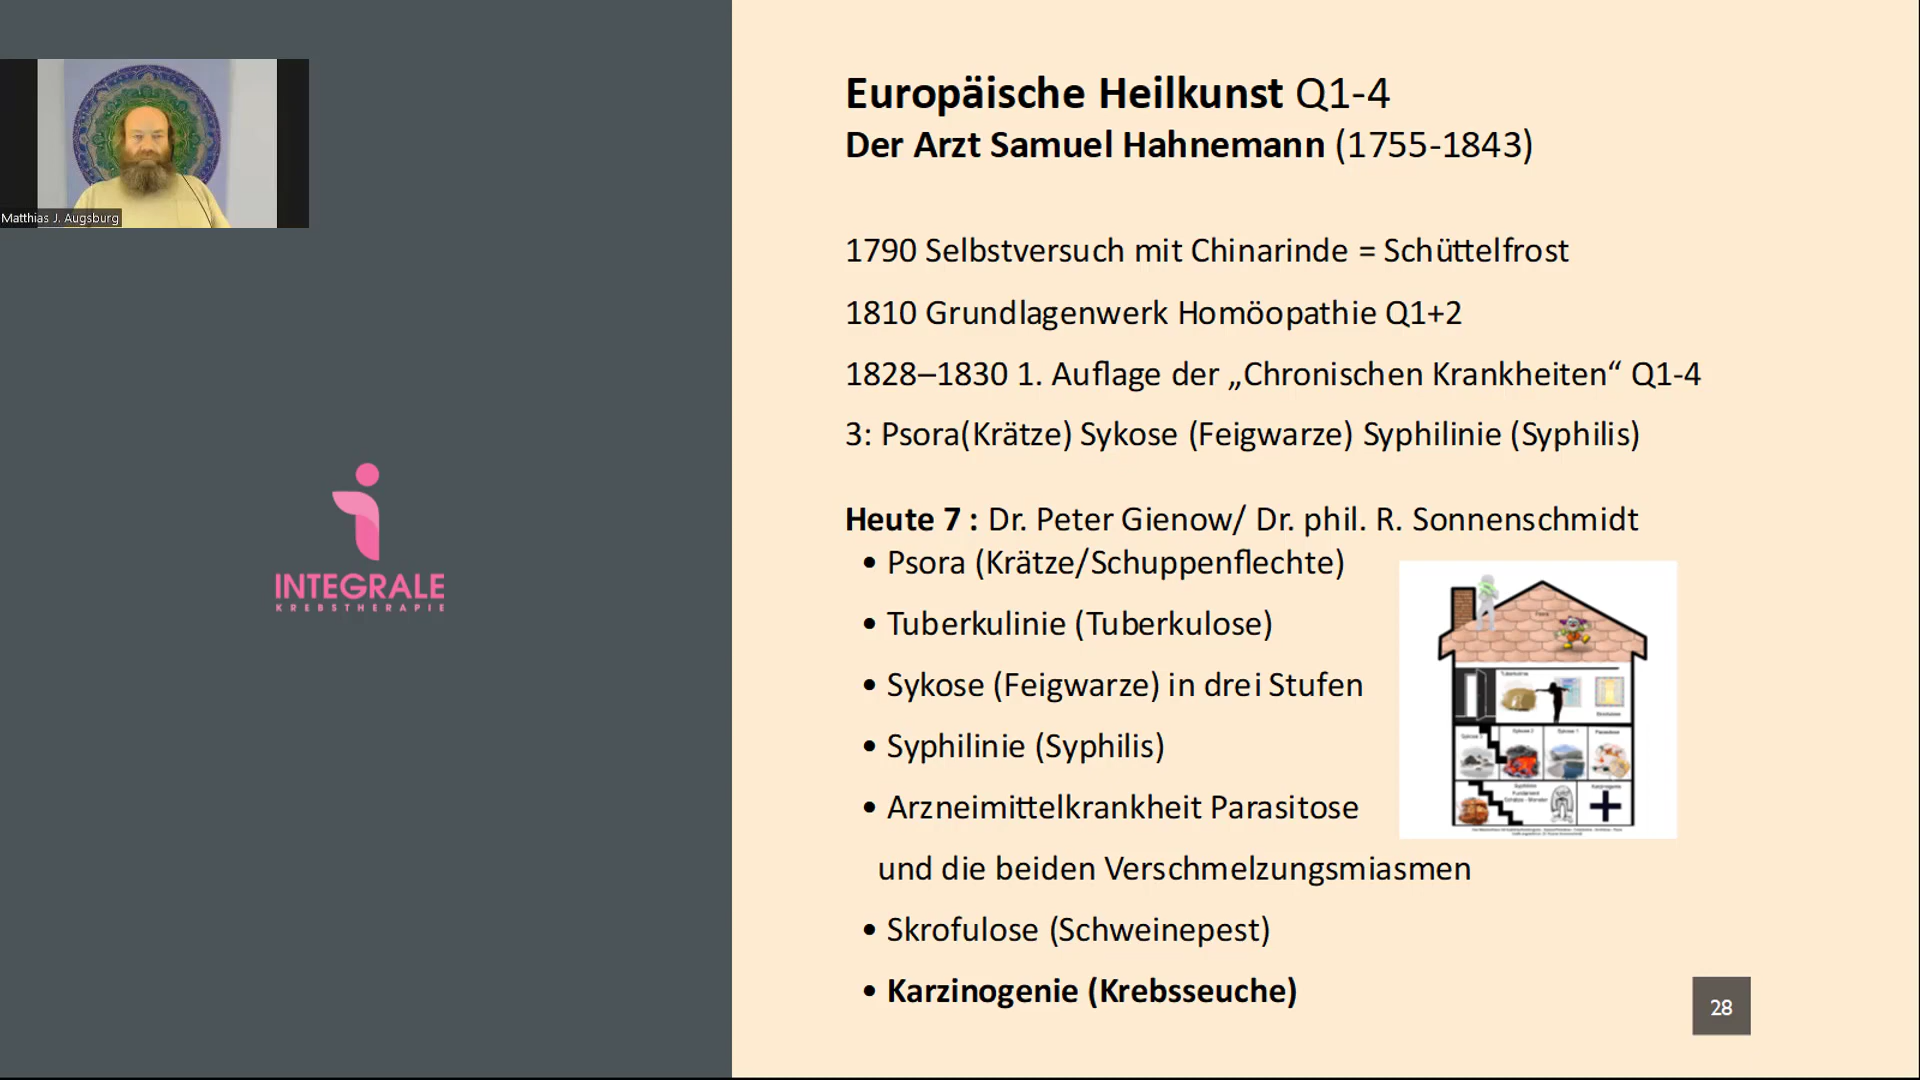 Matthias J. Augsburg
INTEGRALE
KREBSTHERAPIE
Europäische Heilkunst Q1-4
Der Arzt Samuel Hahnemann (1755-1843)
1790 Selbstversuch mit Chinarinde = Schüttelfrost
1810 Grundlagenwerk Homöopathie Q1+2
1828–1830 1. Auflage der „Chronischen Krankheiten“ Q1-4
3: Psora(Krätze) Sykose (Feigwarze) Syphilinie (Syphilis)
Heute 7 : Dr. Peter Gienow/ Dr. phil. R. Sonnenschmidt
• Psora (Krätze/Schuppenflechte)
• Tuberkulinie (Tuberkulose)
• Sykose (Feigwarze) in drei Stufen
• Syphilinie (Syphilis)
• Arzneimittelkrankheit Parasitose
und die beiden Verschmelzungsmiasmen
• Skrofulose (Schweinepest)
• Karzinogenie (Krebsseuche)
28